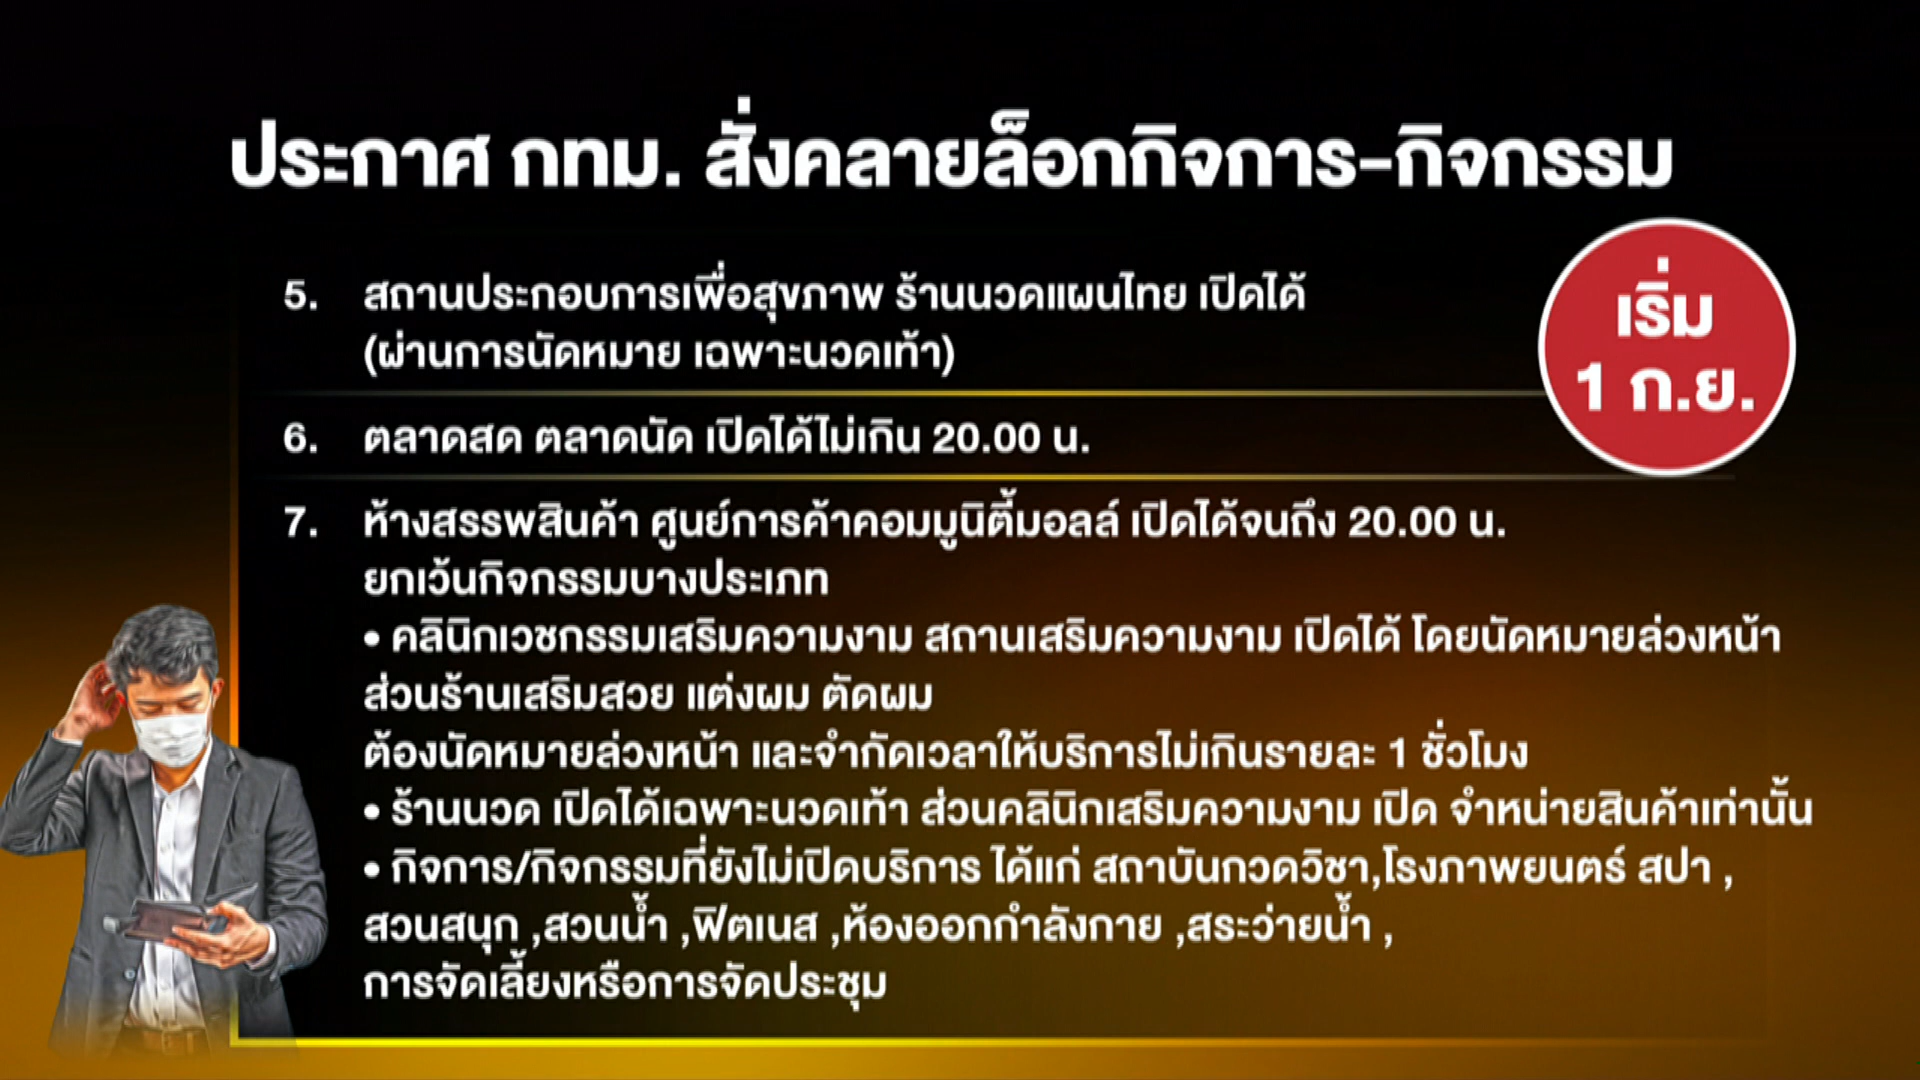 ประกาศ กทม. สั่งคลายล็อกกิจการ-กิจกรรม
เริ่ม
1 ก.ย.
5. สถานประกอบการเพื่อสุขภาพ ร้านนวดแผนไทย เปิดได้
(ผ่านการนัดหมาย เฉพาะนวดเท้า)
6. ตลาดสด ตลาดนัด เปิดได้ไม่เกิน 20.00 น.
7. ห้างสรรพสินค้า ศูนย์การค้าคอมมูนิตี้มอลล์ เปิดได้จนถึง 20.00 น.
ยกเว้นกิจกรรมบางประเภท
• คลินิกเวชกรรมเสริมความงาม สถานเสริมความงาม เปิดได้ โดยนัดหมายล่วงหน้า
ส่วนร้านเสริมสวย แต่งผม ตัดผม
ต้องนัดหมายล่วงหน้า และจำกัดเวลาให้บริการไม่เกินรายละ 1 ชั่วโมง
• ร้านนวด เปิดได้เฉพาะนวดเท้า ส่วนคลินิกเสริมความงาม เปิด จำหน่ายสินค้าเท่านั้น
• กิจการ/กิจกรรมที่ยังไม่เปิดบริการ ได้แก่ สถาบันกวดวิชา,โรงภาพยนตร์ สปา ,
สวนสนุก ,สวนน้ำ ,ฟิตเนส ,ห้องออกกำลังกาย ,สระว่ายน้ำ ,
การจัดเลี้ยงหรือการจัดประชุม